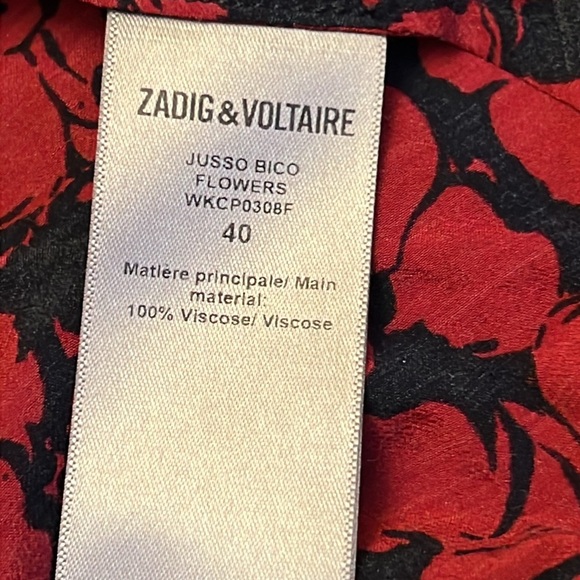 ZADIG&VOLTAIRE
JUSSO BICO
FLOWERS
WKCP0308F
40
Matière principale/ Main
material:
100% Viscose/ Viscose